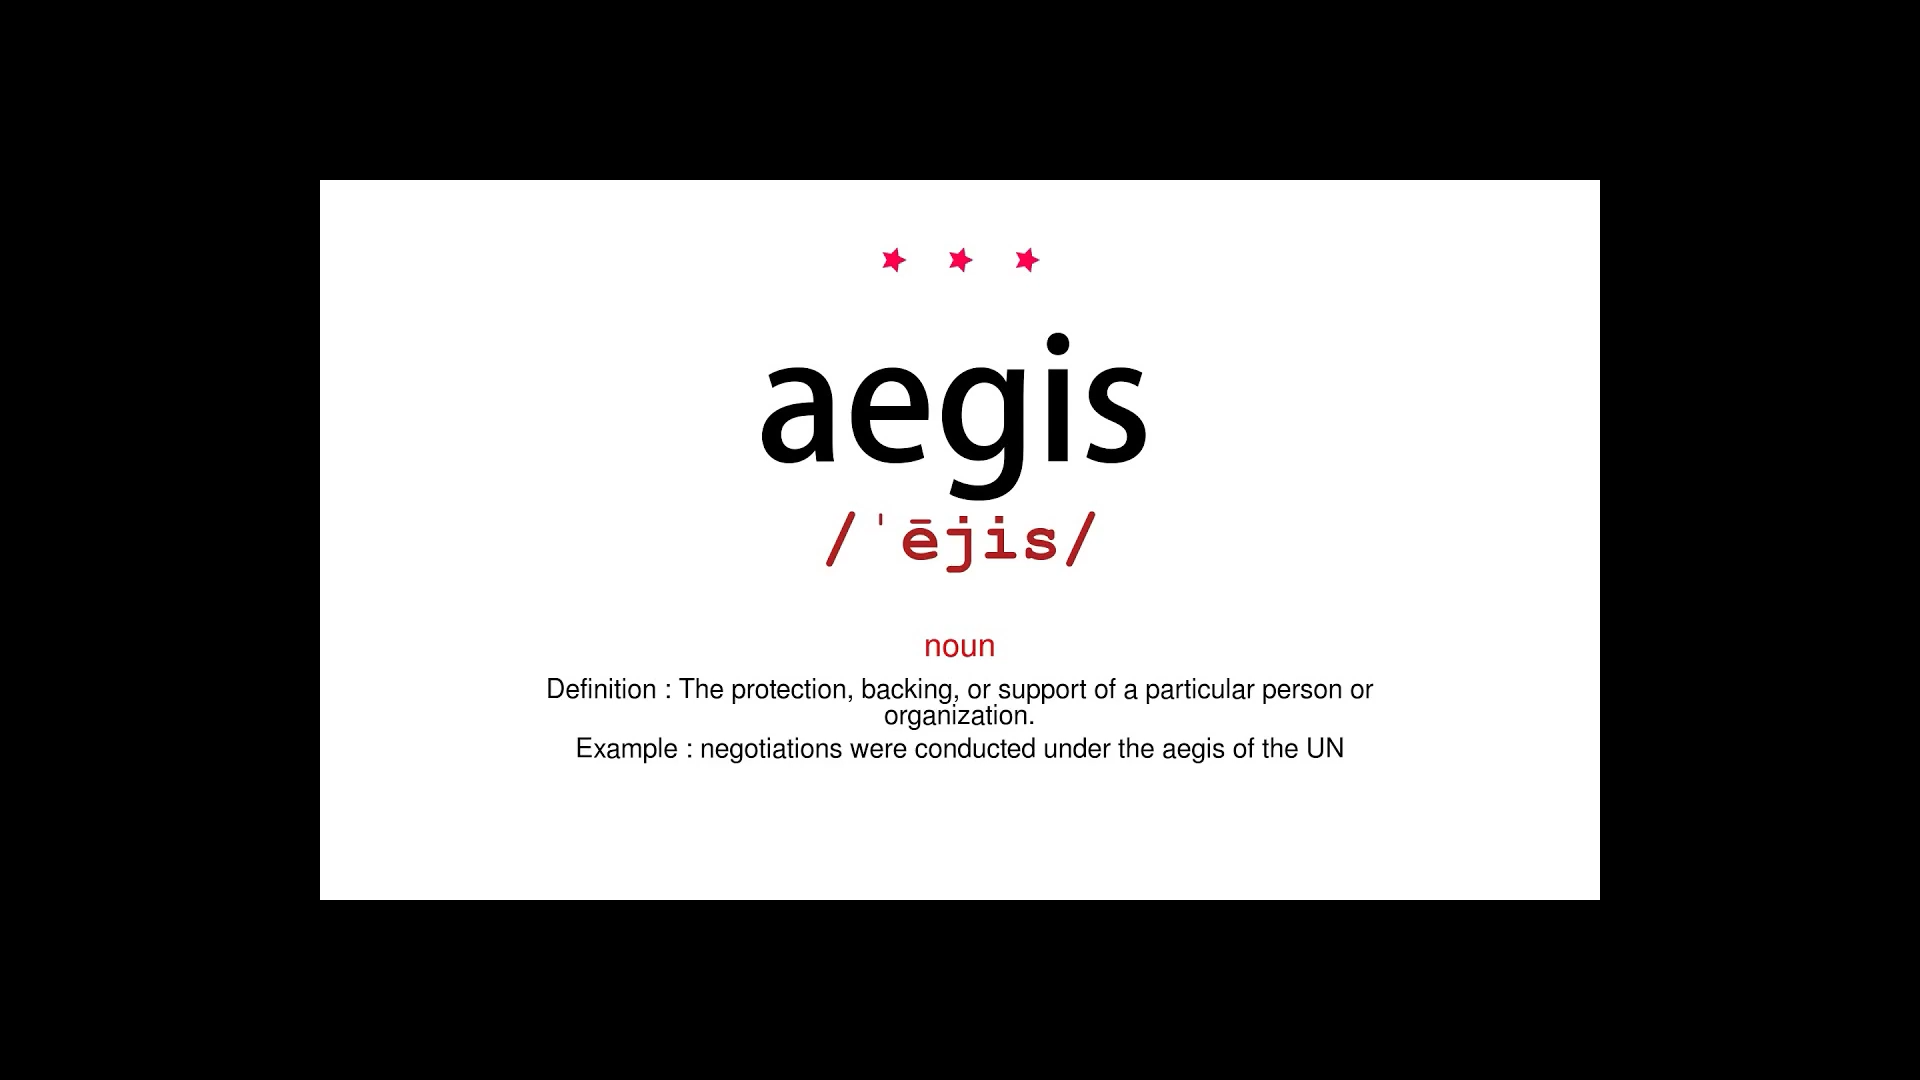 aegis
/ˈējis/
noun
Definition : The protection, backing, or support of a particular person or
organization.
Example : negotiations were conducted under the aegis of the UN